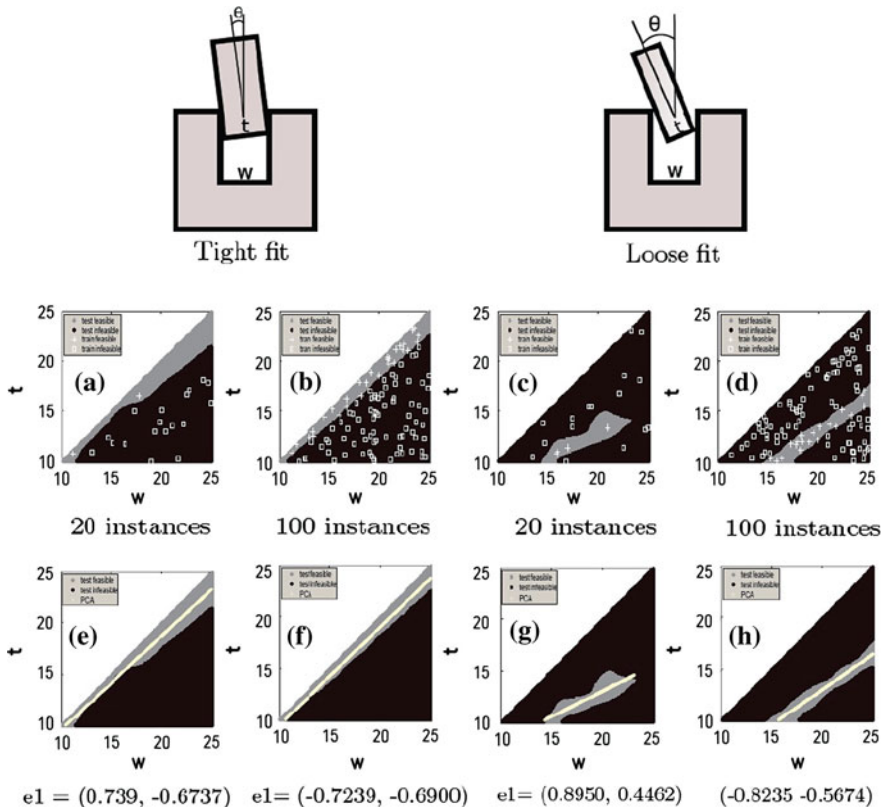 θ
t
w
Tight fit
θ
t
w
Loose fit
25
20
15
10
t
test feasible
test infeasible
train feasible
train infeasible
(a)
10 15 20 25
w
20 instances
25
20
15
10
t
test feasible
test infeasible
train feasible
train infeasible
(b)
10 15 20 25
w
100 instances
25
20
15
10
t
test feasible
test infeasible
train feasible
train infeasible
(c)
10 15 20 25
w
20 instances
25
20
15
10
t
test feasible
test infeasible
train feasible
train infeasible
(d)
10 15 20 25
w
100 instances
25
20
15
10
t
test feasible
test infeasible
PCA
(e)
10 15 20 25
w
e1 = (0.739, -0.6737)
25
20
15
10
t
test feasible
test infeasible
PCA
(f)
10 15 20 25
w
e1= (-0.7239, -0.6900)
25
20
15
10
t
test feasible
test infeasible
PCA
(g)
10 15 20 25
w
e1= (0.8950, 0.4462)
25
20
15
10
t
test feasible
test infeasible
PCA
(h)
10 15 20 25
w
(-0.8235 -0.5674)